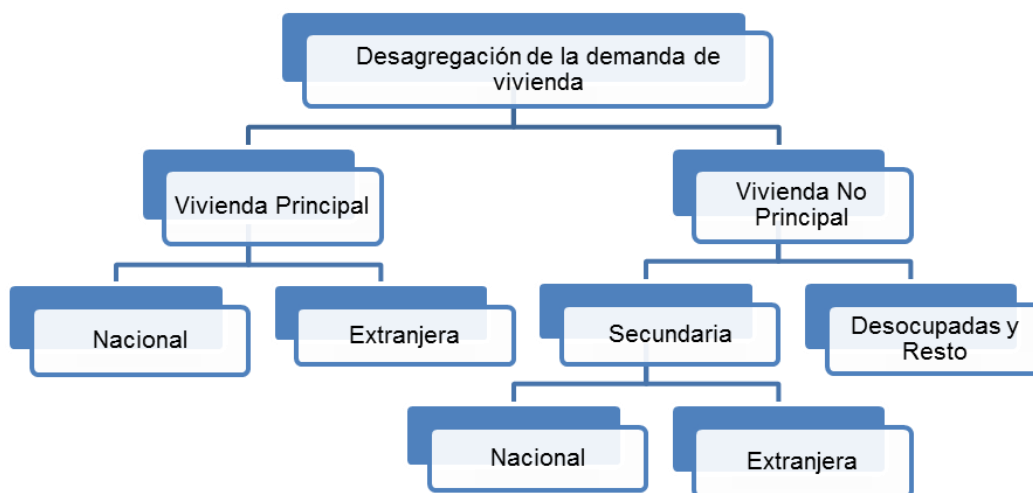 Desagregación de la demanda de
vivienda
Vivienda Principal
Vivienda No
Principal
Nacional
Extranjera
Secundaria
Desocupadas y
Resto
Nacional
Extranjera